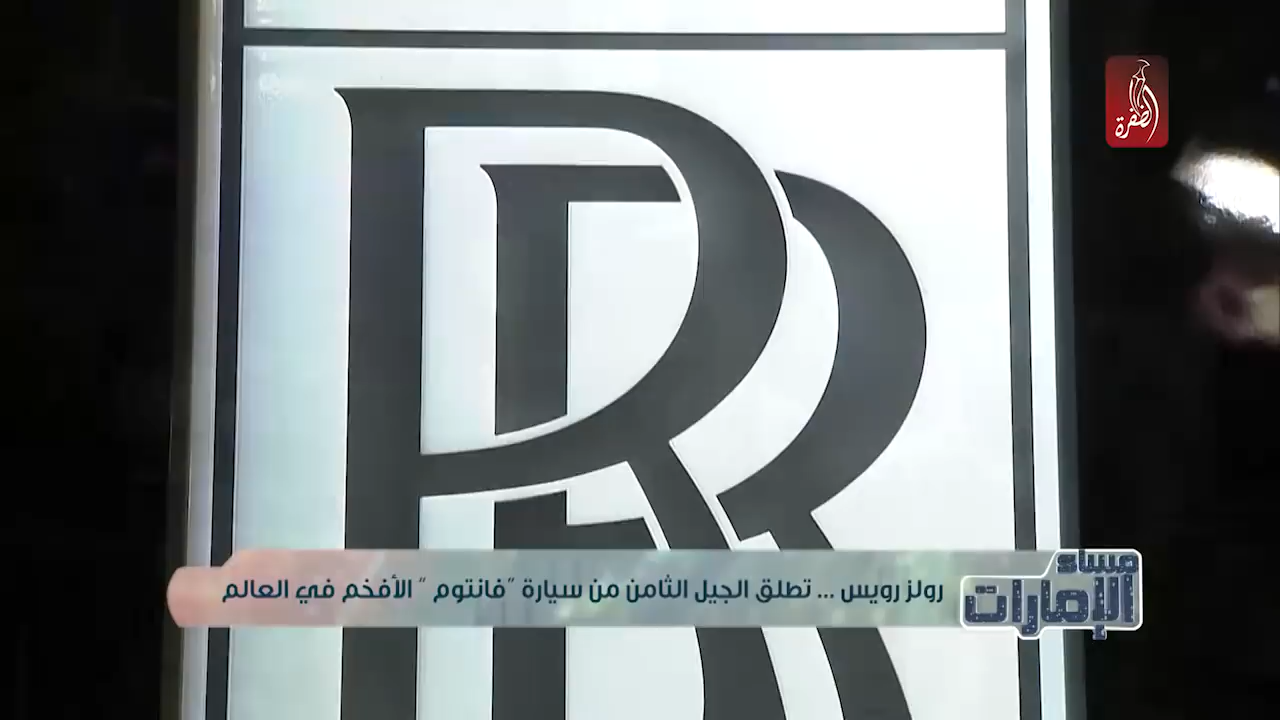 الظفرة
RR
مساء
الإمارات
رولز رويس ... تطلق الجيل الثامن من سيارة "فانتوم " الأفخم في العالم